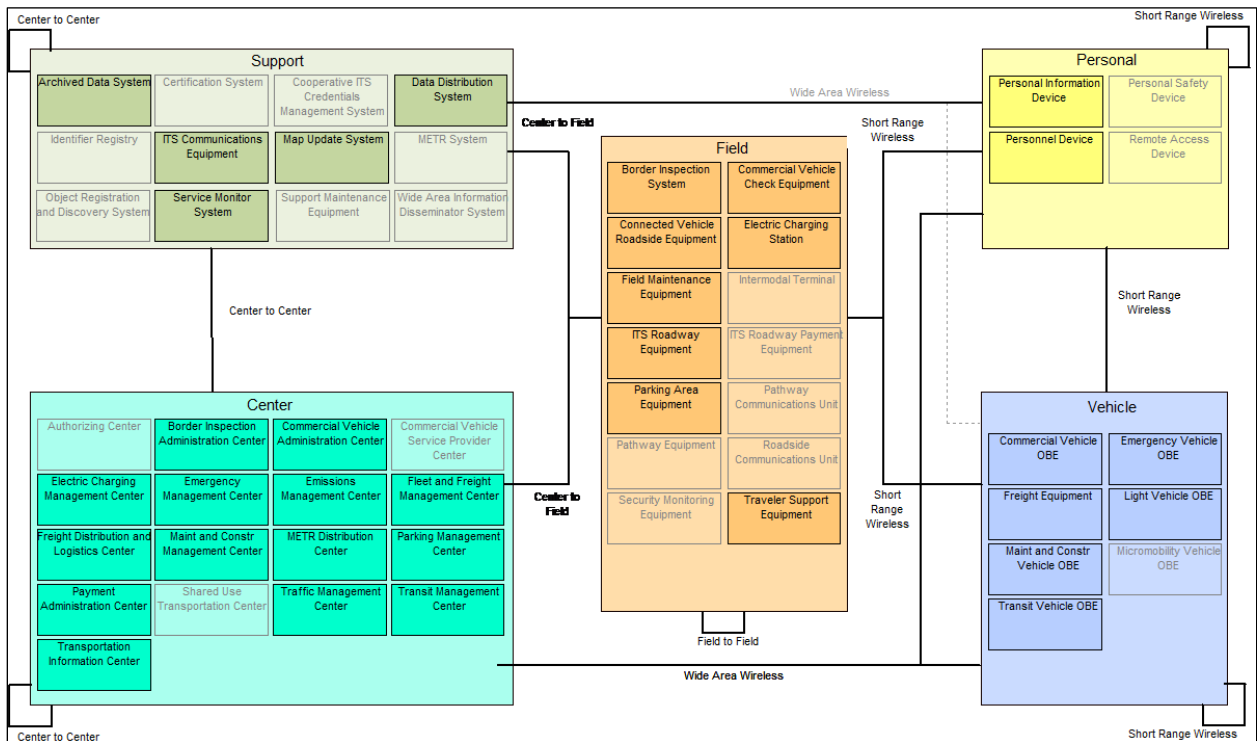 Center to Center
Short Range Wireless
Support
Archived Data System
Certification System
Cooperative ITS
Credentials
Management System
Data Distribution
System
Identifier Registry
ITS Communications
Equipment
Map Update System
METR System
Object Registration
and Discovery System
Service Monitor
System
Support Maintenance
Equipment
Wide Area Information
Disseminator System
Wide Area Wireless
Center to Field
Short Range
Wireless
Personal
Personal Information
Device
Personal Safety
Device
Personnel Device
Remote Access
Device
Field
Border Inspection
System
Commercial Vehicle
Check Equipment
Connected Vehicle
Roadside Equipment
Electric Charging
Station
Field Maintenance
Equipment
Intermodal Terminal
ITS Roadway
Equipment
ITS Roadway Payment
Equipment
Parking Area
Equipment
Pathway
Communications Unit
Pathway Equipment
Roadside
Communications Unit
Security Monitoring
Equipment
Traveler Support
Equipment
Center to Center
Short Range
Wireless
Center
Authorizing Center
Border Inspection
Administration Center
Commercial Vehicle
Administration Center
Commercial Vehicle
Service Provider
Center
Electric Charging
Management Center
Emergency
Management Center
Emissions
Management Center
Fleet and Freight
Management Center
Freight Distribution and
Logistics Center
Maint and Constr
Management Center
METR Distribution
Center
Parking Management
Center
Payment
Administration Center
Shared Use
Transportation Center
Traffic Management
Center
Transit Management
Center
Transportation
Information Center
Center to
Field
Short
Range
Wireless
Vehicle
Commercial Vehicle
OBE
Emergency Vehicle
OBE
Freight Equipment
Light Vehicle OBE
Maint and Constr
Vehicle OBE
Micromobility Vehicle
OBE
Transit Vehicle OBE
Field to Field
Wide Area Wireless
Center to Center
Short Range Wireless